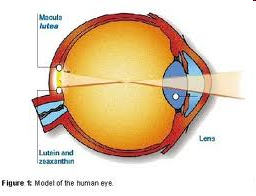 Macula
lutea
Lens
Lutein and
zeaxanthin
Figure 1: Model of the human eye.